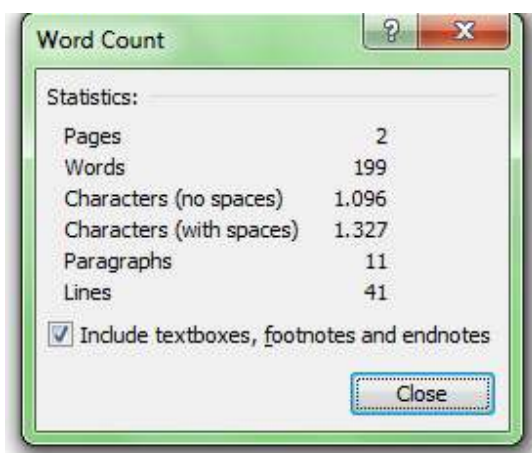 Word Count
Statistics:
Pages 2
Words 199
Characters (no spaces) 1.096
Characters (with spaces) 1.327
Paragraphs 11
Lines 41
Include textboxes, footnotes and endnotes
Close